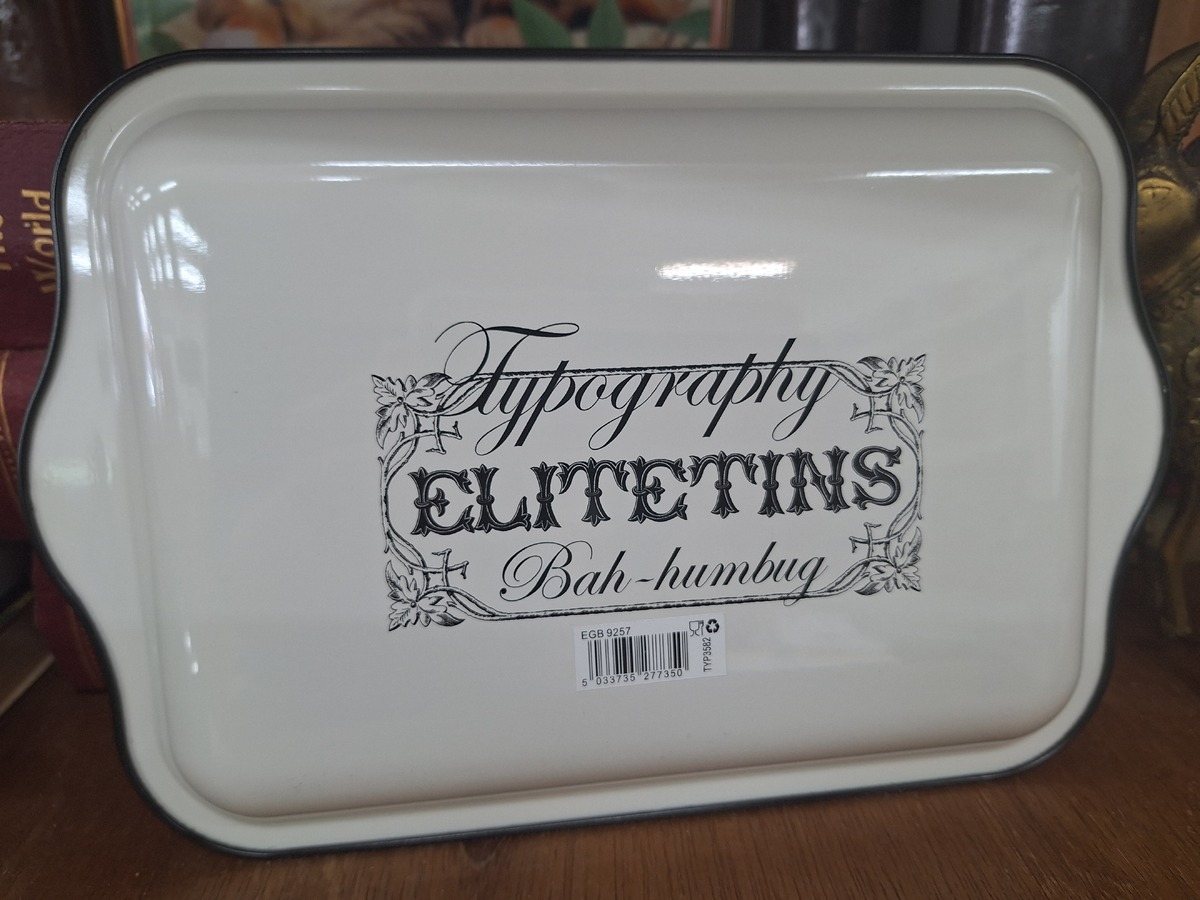 World
Typography
ELITETINS
Bah-humbug
EGB 9257
TYP3582
5 033735 277350